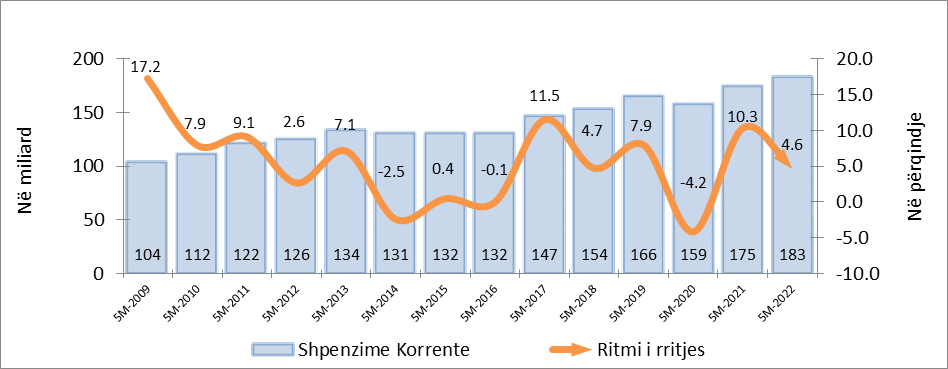 200
150
100
50
0
Në miliard
20.0
15.0
10.0
5.0
0.0
-5.0
-10.0
Në përqindje
17.2
7.9
9.1
2.6
7.1
-2.5
0.4
-0.1
11.5
4.7
7.9
-4.2
10.3
4.6
104
112
122
126
134
131
132
132
147
154
166
159
175
183
5M-2009
5M-2010
5M-2011
5M-2012
5M-2013
5M-2014
5M-2015
5M-2016
5M-2017
5M-2018
5M-2019
5M-2020
5M-2021
5M-2022
Shpenzime Korrente
Ritmi i rritjes